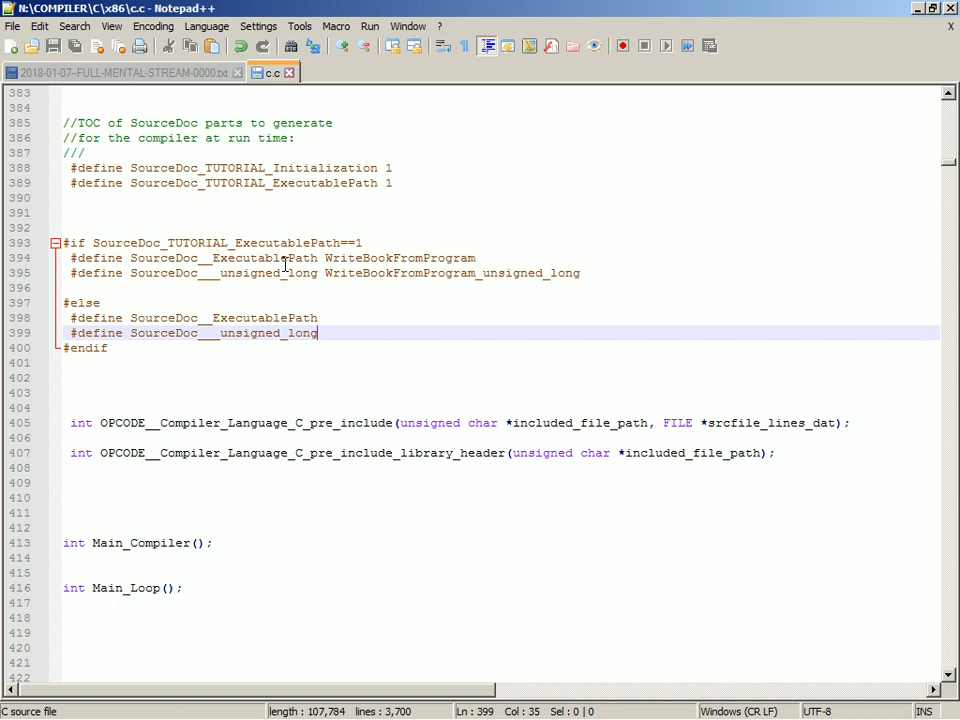 N:\COMPILER\C\x86\c.c - Notepad++
File Edit Search View Encoding Language Settings Tools Macro Run Window ? X
2018-01-07--FULL-MENTAL-STREAM-0000.txt c.c
383
384
385 //TOC of SourceDoc parts to generate
386 //for the compiler at run time:
387 ///
388 #define SourceDoc_TUTORIAL_Initialization 1
389 #define SourceDoc_TUTORIAL_ExecutablePath 1
390
391
392
393 #if SourceDoc_TUTORIAL_ExecutablePath==1
394 #define SourceDoc__ExecutablePath WriteBookFromProgram
395 #define SourceDoc___unsigned_long WriteBookFromProgram_unsigned_long
396
397 #else
398 #define SourceDoc__ExecutablePath
399 #define SourceDoc___unsigned_long
400 #endif
401
402
403
404
405 int OPCODE__Compiler_Language_C_pre_include(unsigned char *included_file_path, FILE *srcfile_lines_dat);
406
407 int OPCODE__Compiler_Language_C_pre_include_library_header(unsigned char *included_file_path);
408
409
410
411
412
413 int Main_Compiler();
414
415
416 int Main_Loop();
417
418
419
420
421
422
C source file length : 107,784 lines : 3,700 Ln : 399 Col : 35 Sel : 0 | 0 Windows (CR LF) UTF-8 INS